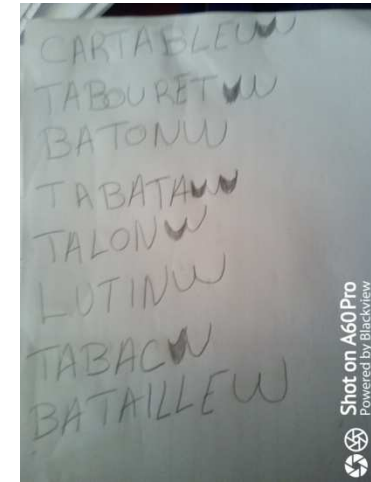 CARTABLE
TABOURET
BATON
TABATA
TALON
LUTIN
TABAC
BATAILLE
Shot on A60Pro
Powered by Blackview